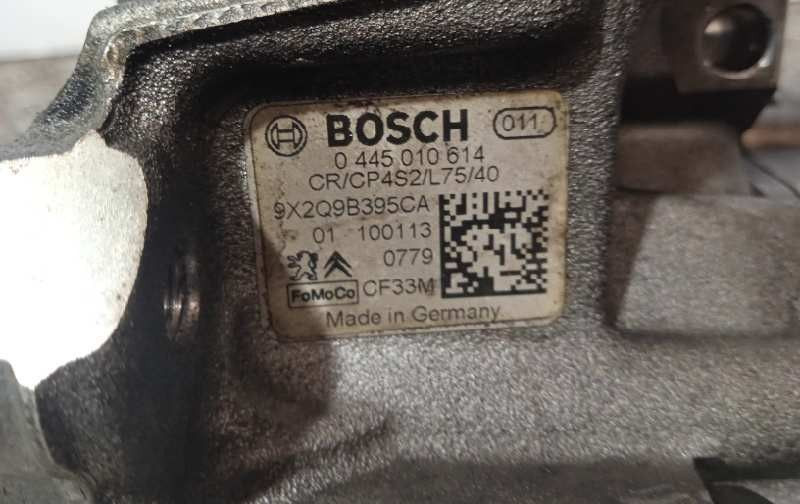 BOSCH 011
0 445 010 614
CR/CP4S2/L75/40
9X2Q9B395CA
01 100113
0779
FoMoCo CF33M
Made in Germany